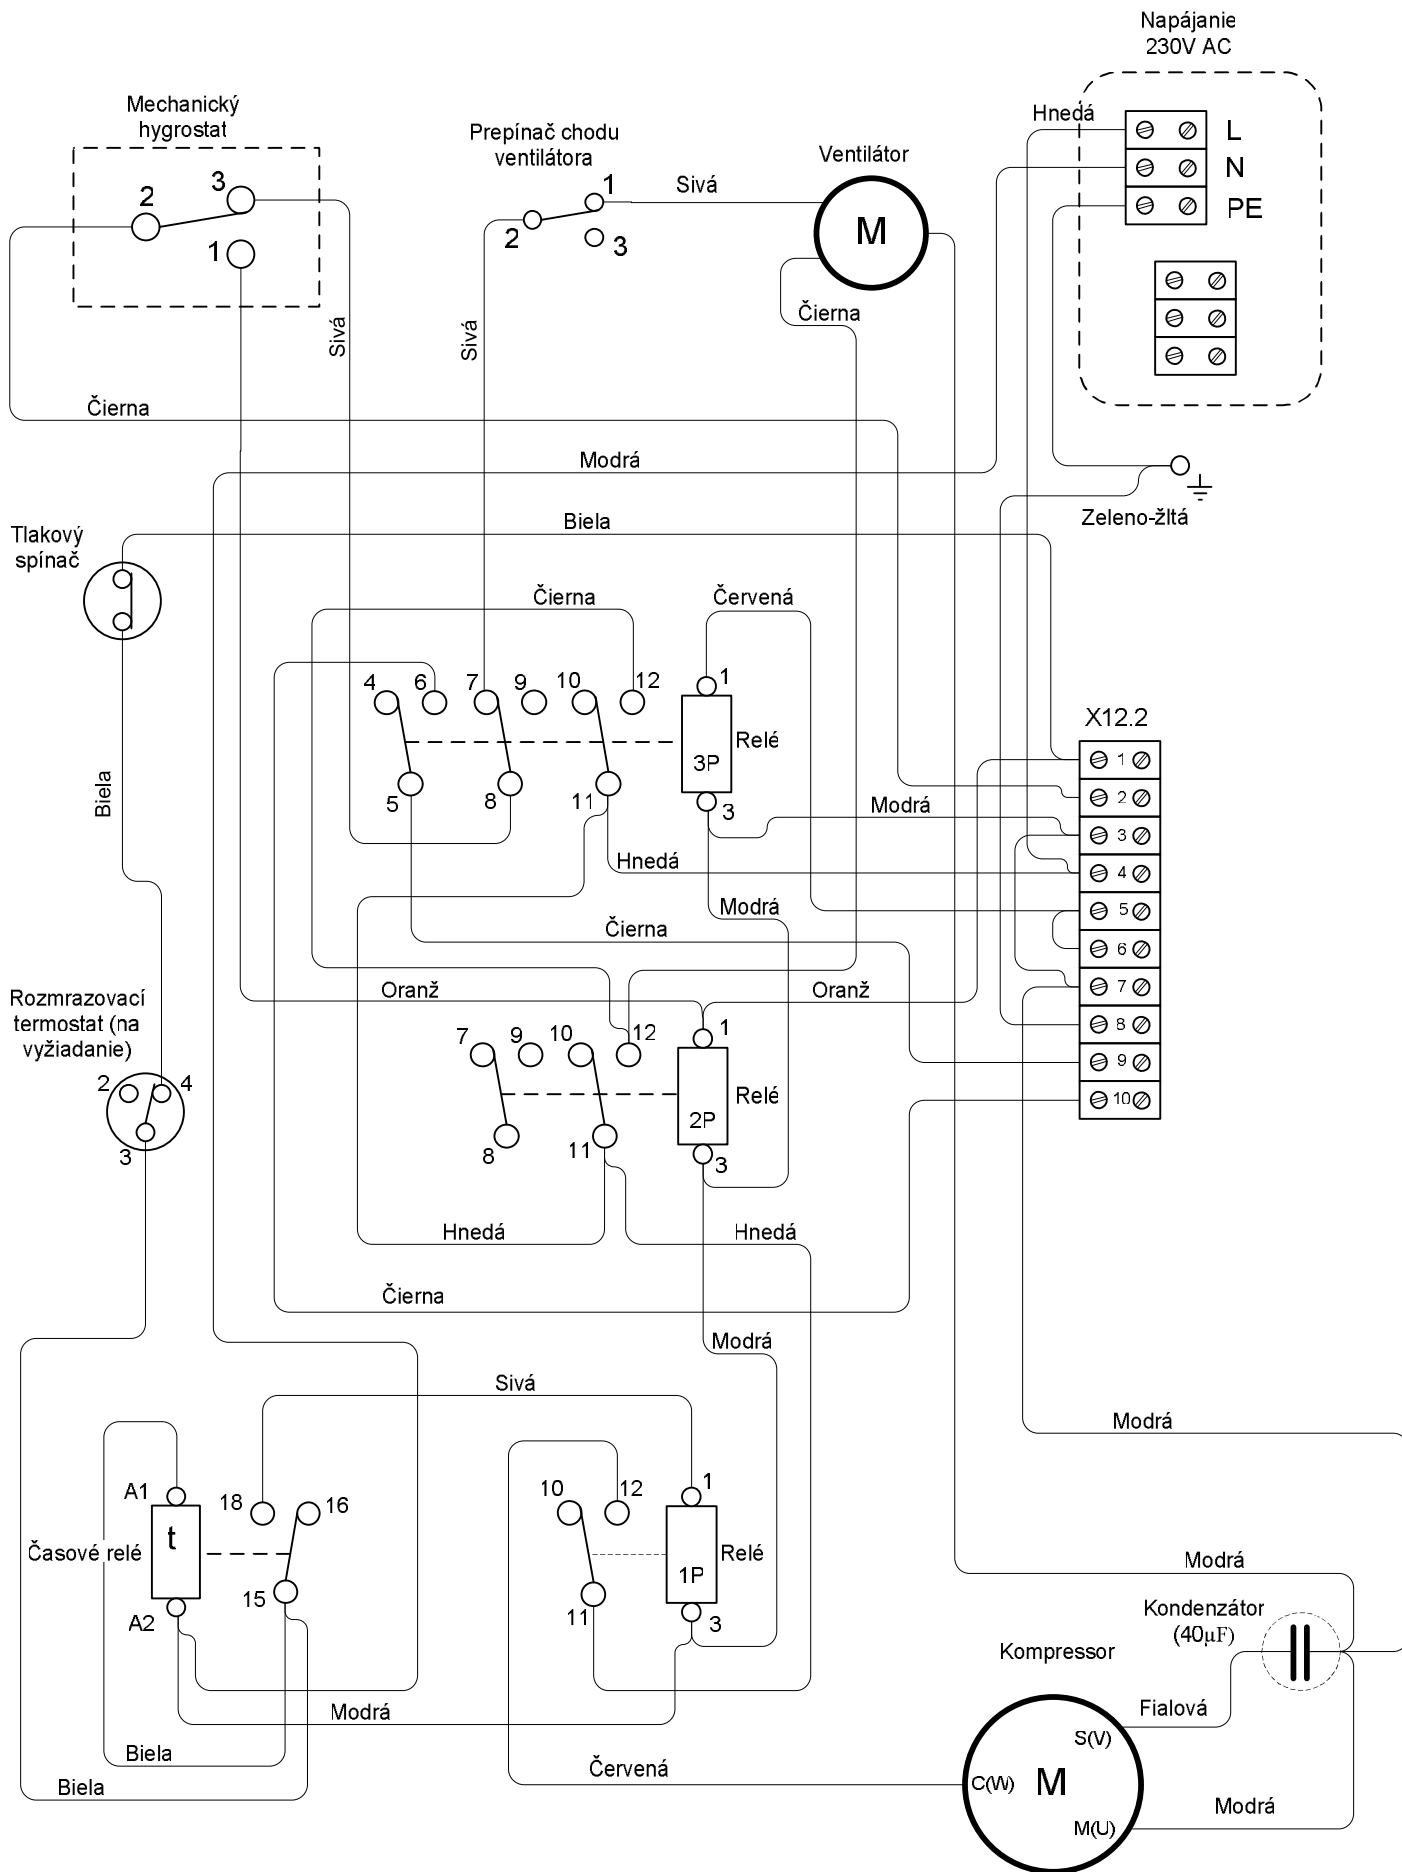 Napájanie
230V AC
Hnedá
L
N
PE
Mechanický
hygrostat
2
3
1
Prepínač chodu
ventilátora
1
2
3
Sivá
Ventilátor
M
Čierna
Sivá
Sivá
Čierna
Modrá
Zeleno-žltá
Biela
Tlakový
spínač
Čierna
Červená
4
6
7
9
10
12
1
Relé
3P
5
8
11
3
X12.2
1
2
3
4
5
6
7
8
9
10
Modrá
Hnedá
Biela
Modrá
Čierna
Oranž
Oranž
Rozmrazovací
termostat (na
vyžiadanie)
2
4
3
7
9
10
12
1
Relé
2P
8
11
3
Hnedá
Hnedá
Čierna
Modrá
Sivá
Modrá
A1
18
16
10
12
1
t
Časové relé
Relé
1P
15
A2
11
3
Modrá
Kondenzátor
(40µF)
Kompressor
Fialová
S(V)
C(W)
M
M(U)
Modrá
Modrá
Biela
Biela
Červená